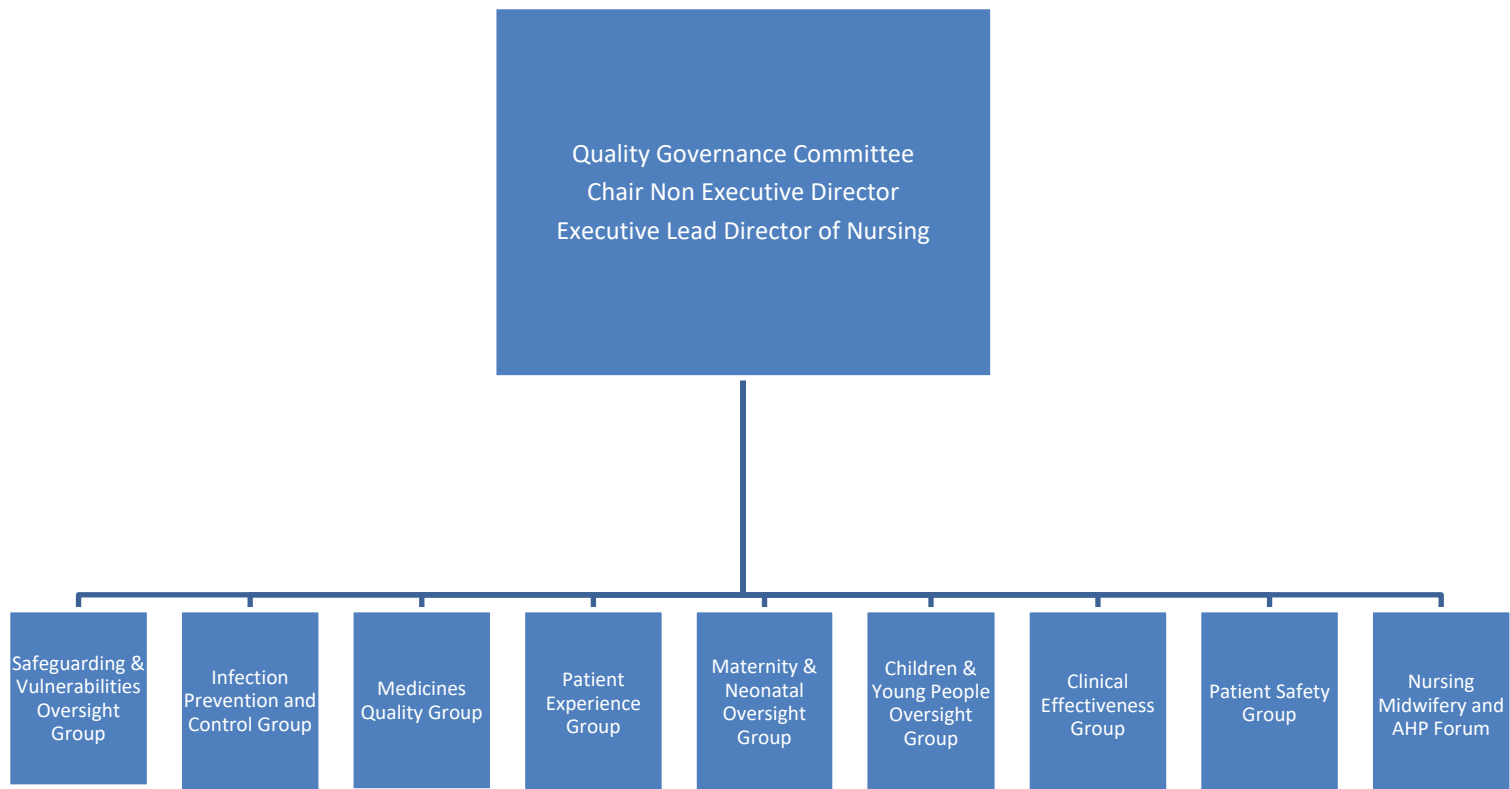 Quality Governance Committee
Chair Non Executive Director
Executive Lead Director of Nursing
Safeguarding &
Vulnerabilities
Oversight
Group
Infection
Prevention and
Control Group
Medicines
Quality Group
Patient
Experience
Group
Maternity &
Neonatal
Oversight
Group
Children &
Young People
Oversight
Group
Clinical
Effectiveness
Group
Patient Safety
Group
Nursing
Midwifery and
AHP Forum